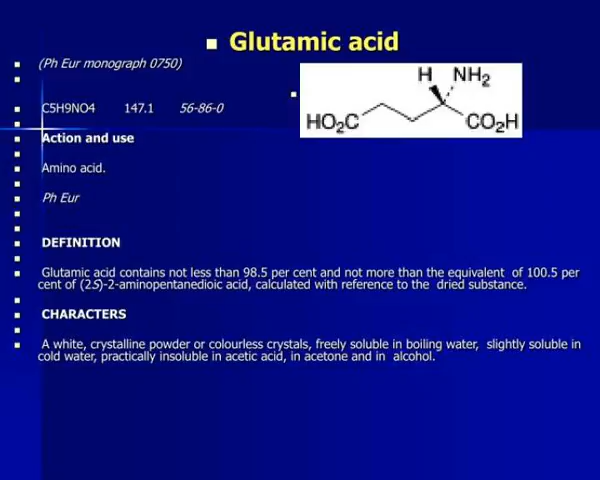 Glutamic acid
(Ph Eur monograph 0750)
H NH2
HO2C CO2H
C5H9NO4 147.1 56-86-0
Action and use
Amino acid.
Ph Eur
DEFINITION
Glutamic acid contains not less than 98.5 per cent and not more than the equivalent of 100.5 per
cent of (2S)-2-aminopentanedioic acid, calculated with reference to the dried substance.
CHARACTERS
A white, crystalline powder or colourless crystals, freely soluble in boiling water, slightly soluble in
cold water, practically insoluble in acetic acid, in acetone and in alcohol.